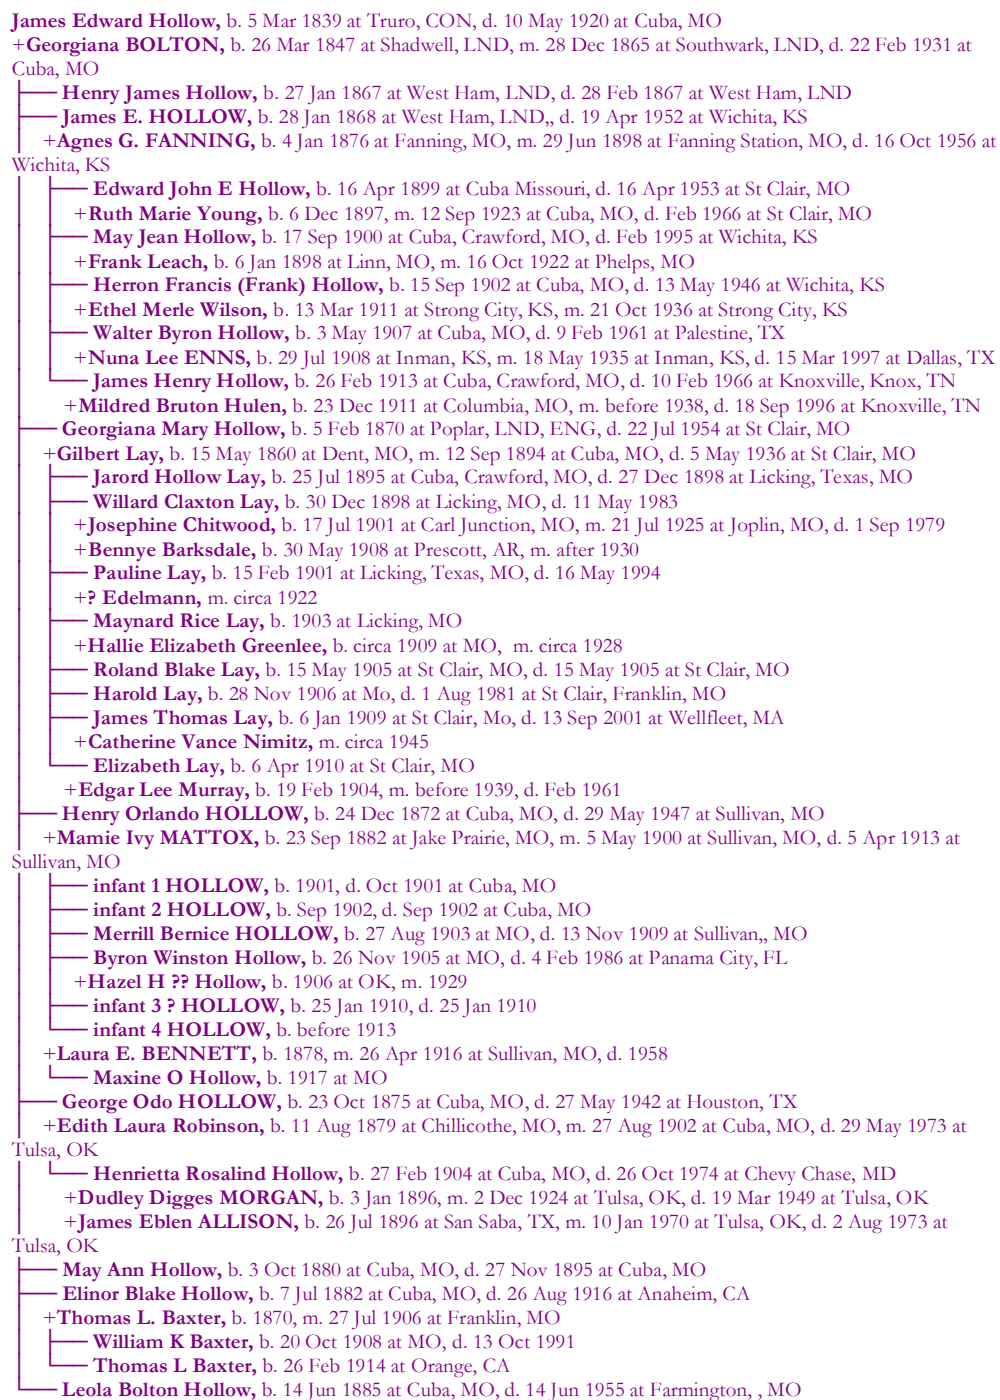 James Edward Hollow, b. 5 Mar 1839 at Truro, CON, d. 10 May 1920 at Cuba, MO
+Georgiana BOLTON, b. 26 Mar 1847 at Shadwell, LND, m. 28 Dec 1865 at Southwark, LND, d. 22 Feb 1931 at
Cuba, MO
Henry James Hollow, b. 27 Jan 1867 at West Ham, LND, d. 28 Feb 1867 at West Ham, LND
James E. HOLLOW, b. 28 Jan 1868 at West Ham, LND,, d. 19 Apr 1952 at Wichita, KS
+Agnes G. FANNING, b. 4 Jan 1876 at Fanning, MO, m. 29 Jun 1898 at Fanning Station, MO, d. 16 Oct 1956 at
Wichita, KS
Edward John E Hollow, b. 16 Apr 1899 at Cuba Missouri, d. 16 Apr 1953 at St Clair, MO
+Ruth Marie Young, b. 6 Dec 1897, m. 12 Sep 1923 at Cuba, MO, d. Feb 1966 at St Clair, MO
May Jean Hollow, b. 17 Sep 1900 at Cuba, Crawford, MO, d. Feb 1995 at Wichita, KS
+Frank Leach, b. 6 Jan 1898 at Linn, MO, m. 16 Oct 1922 at Phelps, MO
Herron Francis (Frank) Hollow, b. 15 Sep 1902 at Cuba, MO, d. 13 May 1946 at Wichita, KS
+Ethel Merle Wilson, b. 13 Mar 1911 at Strong City, KS, m. 21 Oct 1936 at Strong City, KS
Walter Byron Hollow, b. 3 May 1907 at Cuba, MO, d. 9 Feb 1961 at Palestine, TX
+Nuna Lee ENNS, b. 29 Jul 1908 at Inman, KS, m. 18 May 1935 at Inman, KS, d. 15 Mar 1997 at Dallas, TX
James Henry Hollow, b. 26 Feb 1913 at Cuba, Crawford, MO, d. 10 Feb 1966 at Knoxville, Knox, TN
+Mildred Bruton Hulen, b. 23 Dec 1911 at Columbia, MO, m. before 1938, d. 18 Sep 1996 at Knoxville, TN
Georgiana Mary Hollow, b. 5 Feb 1870 at Poplar, LND, ENG, d. 22 Jul 1954 at St Clair, MO
+Gilbert Lay, b. 15 May 1860 at Dent, MO, m. 12 Sep 1894 at Cuba, MO, d. 5 May 1936 at St Clair, MO
Jarord Hollow Lay, b. 25 Jul 1895 at Cuba, Crawford, MO, d. 27 Dec 1898 at Licking, Texas, MO
Willard Claxton Lay, b. 30 Dec 1898 at Licking, MO, d. 11 May 1983
+Josephine Chitwood, b. 17 Jul 1901 at Carl Junction, MO, m. 21 Jul 1925 at Joplin, MO, d. 1 Sep 1979
+Bennye Barksdale, b. 30 May 1908 at Prescott, AR, m. after 1930
Pauline Lay, b. 15 Feb 1901 at Licking, Texas, MO, d. 16 May 1994
+? Edelmann, m. circa 1922
Maynard Rice Lay, b. 1903 at Licking, MO
+Hallie Elizabeth Greenlee, b. circa 1909 at MO, m. circa 1928
Roland Blake Lay, b. 15 May 1905 at St Clair, MO, d. 15 May 1905 at St Clair, MO
Harold Lay, b. 28 Nov 1906 at Mo, d. 1 Aug 1981 at St Clair, Franklin, MO
James Thomas Lay, b. 6 Jan 1909 at St Clair, Mo, d. 13 Sep 2001 at Wellfleet, MA
+Catherine Vance Nimitz, m. circa 1945
Elizabeth Lay, b. 6 Apr 1910 at St Clair, MO
+Edgar Lee Murray, b. 19 Feb 1904, m. before 1939, d. Feb 1961
Henry Orlando HOLLOW, b. 24 Dec 1872 at Cuba, MO, d. 29 May 1947 at Sullivan, MO
+Mamie Ivy MATTOX, b. 23 Sep 1882 at Jake Prairie, MO, m. 5 May 1900 at Sullivan, MO, d. 5 Apr 1913 at
Sullivan, MO
infant 1 HOLLOW, b. 1901, d. Oct 1901 at Cuba, MO
infant 2 HOLLOW, b. Sep 1902, d. Sep 1902 at Cuba, MO
Merrill Bernice HOLLOW, b. 27 Aug 1903 at MO, d. 13 Nov 1909 at Sullivan,, MO
Byron Winston Hollow, b. 26 Nov 1905 at MO, d. 4 Feb 1986 at Panama City, FL
+Hazel H ?? Hollow, b. 1906 at OK, m. 1929
infant 3 ? HOLLOW, b. 25 Jan 1910, d. 25 Jan 1910
infant 4 HOLLOW, b. before 1913
+Laura E. BENNETT, b. 1878, m. 26 Apr 1916 at Sullivan, MO, d. 1958
Maxine O Hollow, b. 1917 at MO
George Odo HOLLOW, b. 23 Oct 1875 at Cuba, MO, d. 27 May 1942 at Houston, TX
+Edith Laura Robinson, b. 11 Aug 1879 at Chillicothe, MO, m. 27 Aug 1902 at Cuba, MO, d. 29 May 1973 at
Tulsa, OK
Henrietta Rosalind Hollow, b. 27 Feb 1904 at Cuba, MO, d. 26 Oct 1974 at Chevy Chase, MD
+Dudley Digges MORGAN, b. 3 Jan 1896, m. 2 Dec 1924 at Tulsa, OK, d. 19 Mar 1949 at Tulsa, OK
+James Eblen ALLISON, b. 26 Jul 1896 at San Saba, TX, m. 10 Jan 1970 at Tulsa, OK, d. 2 Aug 1973 at
Tulsa, OK
May Ann Hollow, b. 3 Oct 1880 at Cuba, MO, d. 27 Nov 1895 at Cuba, MO
Elinor Blake Hollow, b. 7 Jul 1882 at Cuba, MO, d. 26 Aug 1916 at Anaheim, CA
+Thomas L. Baxter, b. 1870, m. 27 Jul 1906 at Franklin, MO
William K Baxter, b. 20 Oct 1908 at MO, d. 13 Oct 1991
Thomas L Baxter, b. 26 Feb 1914 at Orange, CA
Leola Bolton Hollow, b. 14 Jun 1885 at Cuba, MO, d. 14 Jun 1955 at Farmington, , MO